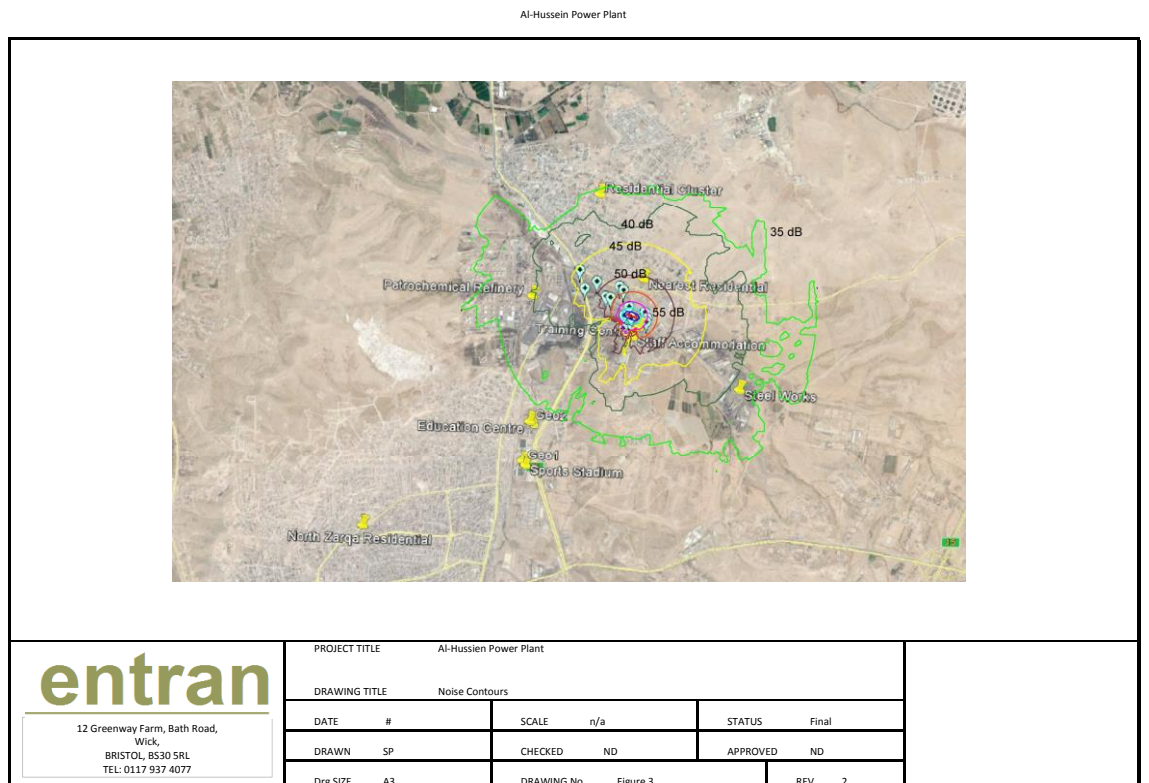 Al-Hussein Power Plant
Residential Cluster
40 dB
35 dB
45 dB
50 dB
Nearest Residential
Petrochemical Refinery
55 dB
Training Centre
Staff Accommodation
Steel Works
Geo2
Education Centre
Geo1
Sports Stadium
North Zarqa Residential
15
entran
12 Greenway Farm, Bath Road,
Wick,
BRISTOL, BS30 5RL
TEL: 0117 937 4077
PROJECT TITLE Al-Hussien Power Plant
DRAWING TITLE Noise Contours
DATE # SCALE n/a STATUS Final
DRAWN SP CHECKED ND APPROVED ND
Drg SIZE A3 DRAWING No Figure 3 REV 2